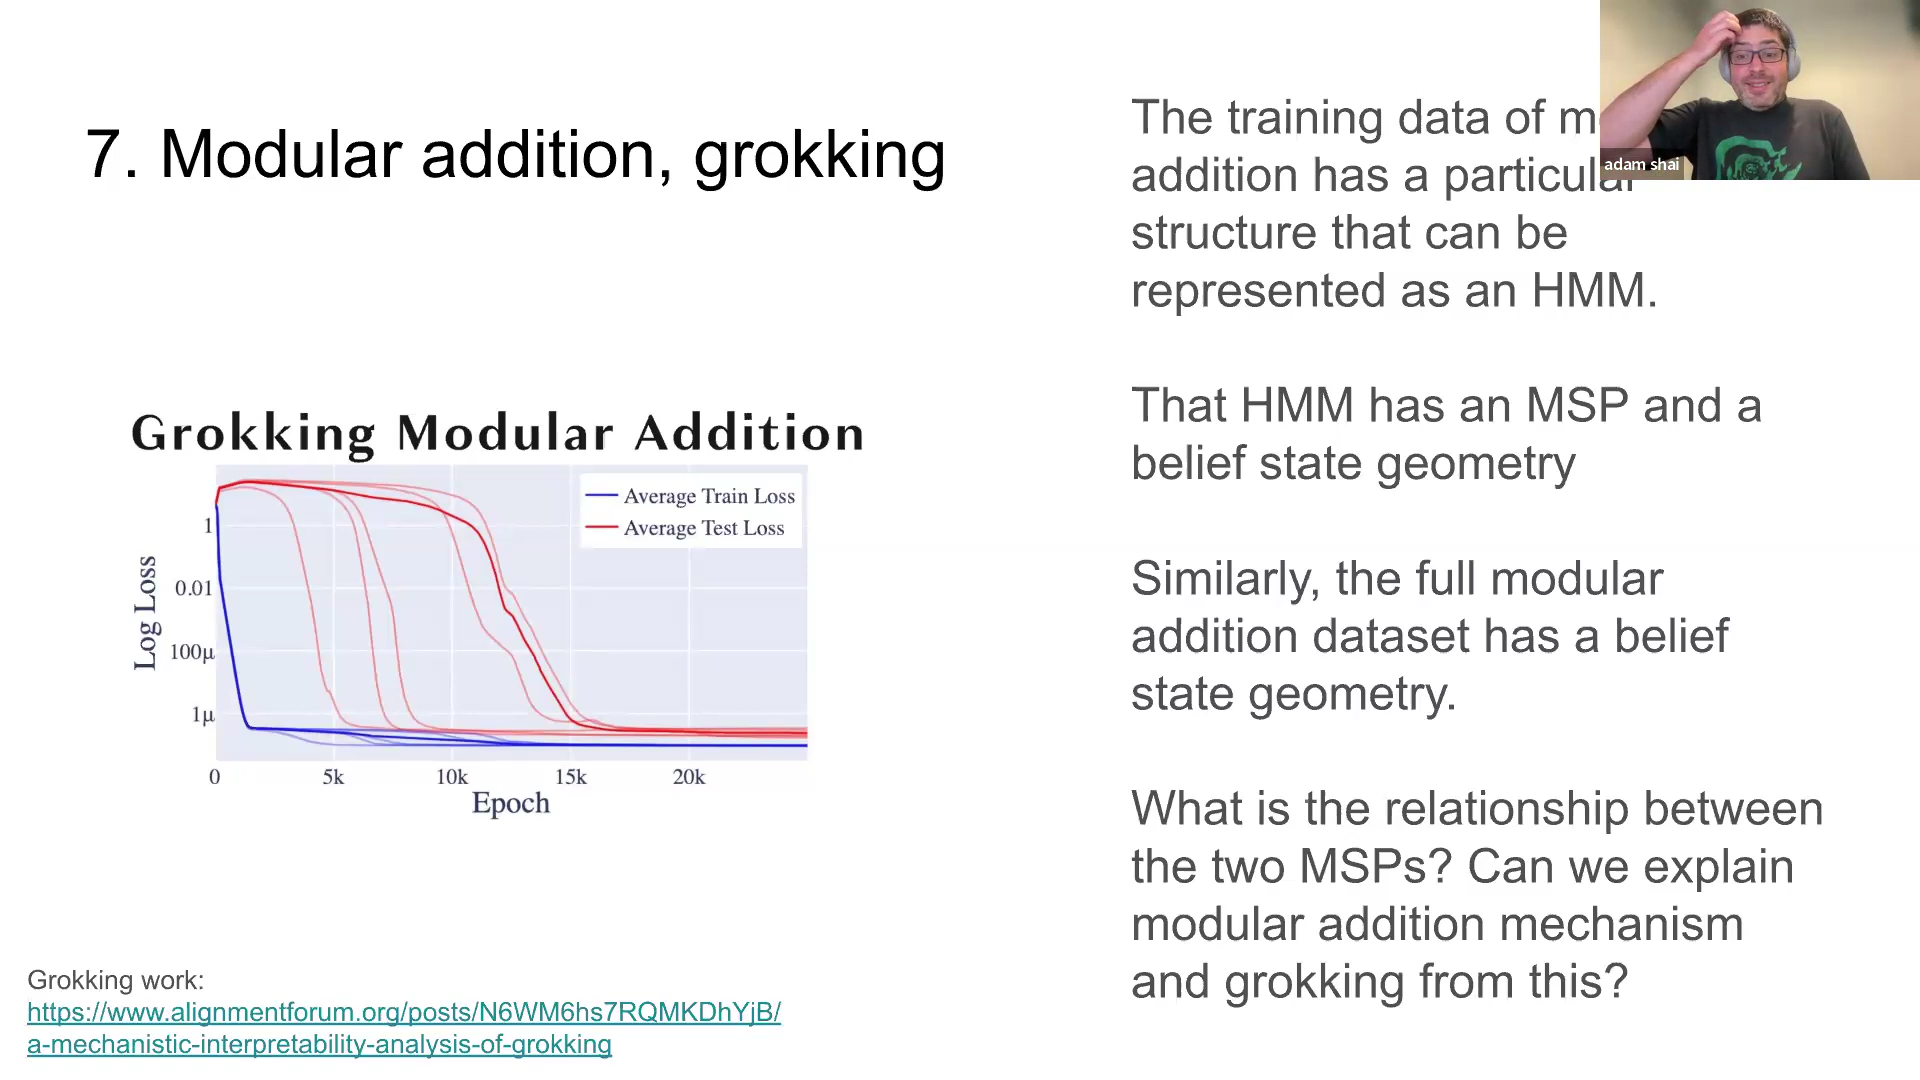 7. Modular addition, grokking
Grokking Modular Addition
Average Train Loss
Average Test Loss
Log Loss
1
0.01
100μ
1μ
0
5k
10k
15k
20k
Epoch
Grokking work:
https://www.alignmentforum.org/posts/N6WM6hs7RQMKDhYjB/
a-mechanistic-interpretability-analysis-of-grokking
The training data of
addition has a particular
structure that can be
represented as an HMM.
That HMM has an MSP and a
belief state geometry
Similarly, the full modular
addition dataset has a belief
state geometry.
What is the relationship between
the two MSPs? Can we explain
modular addition mechanism
and grokking from this?
adam shai